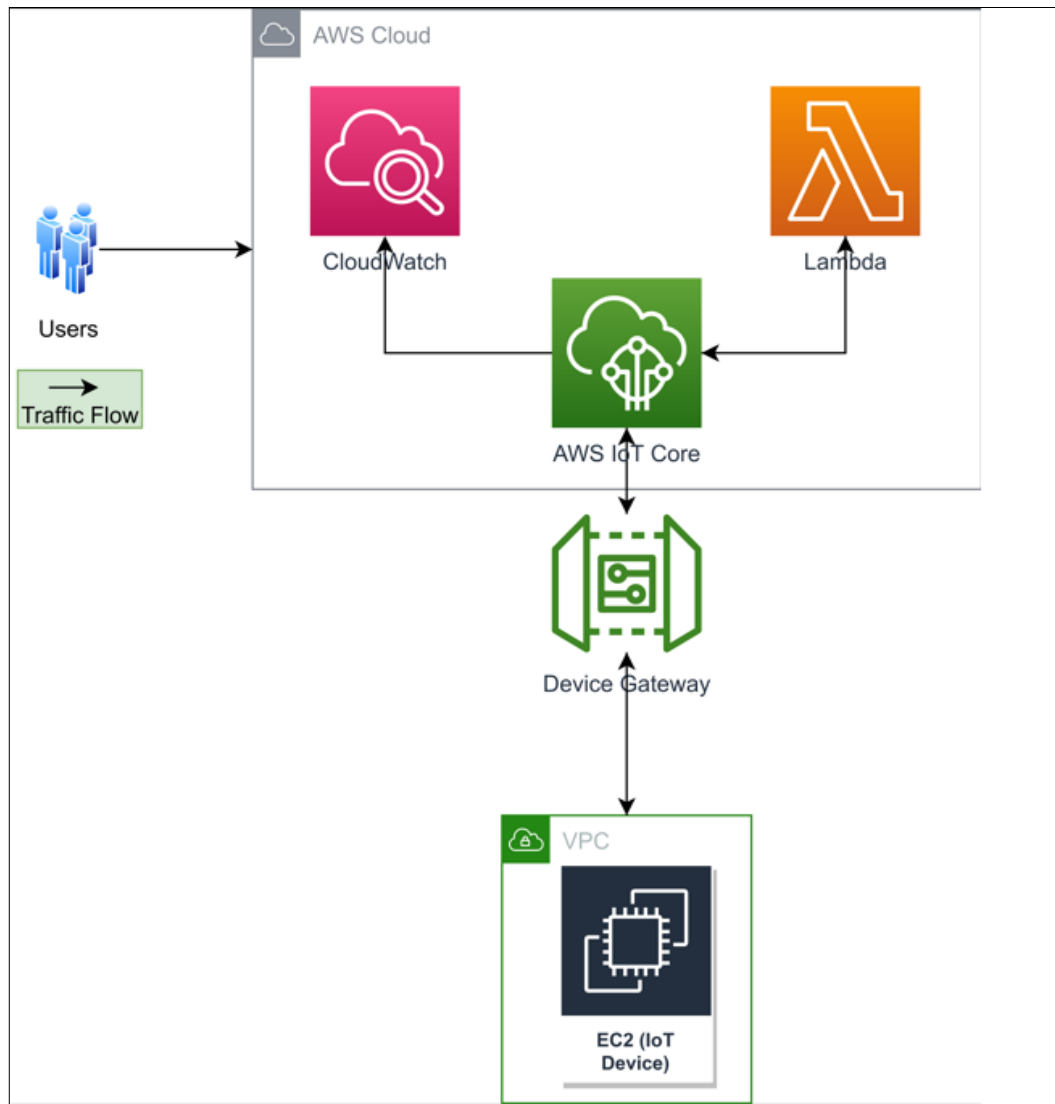 AWS Cloud
CloudWatch
Lambda
Users
Traffic Flow
AWS IoT Core
Device Gateway
VPC
EC2 (IoT
Device)